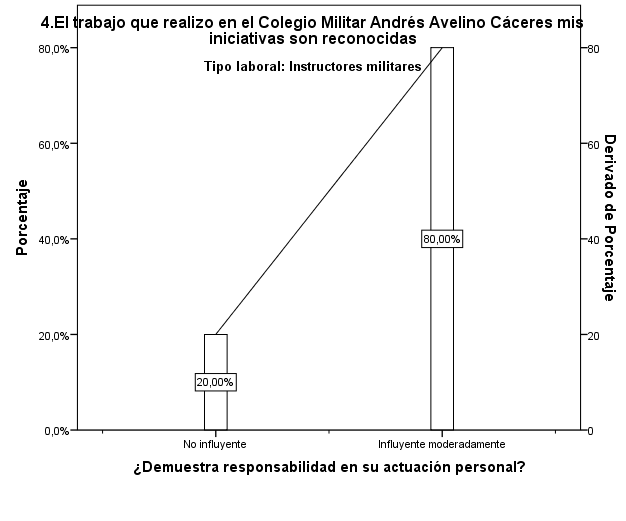 4.El trabajo que realizo en el Colegio Militar Andrés Avelino Cáceres mis
iniciativas son reconocidas
Tipo laboral: Instructores militares
80,0%
60,0%
40,0%
20,0%
0,0%
Porcentaje
80
60
40
20
0
Derivado de Porcentaje
20,00%
80,00%
No influyente
Influyente moderadamente
¿Demuestra responsabilidad en su actuación personal?